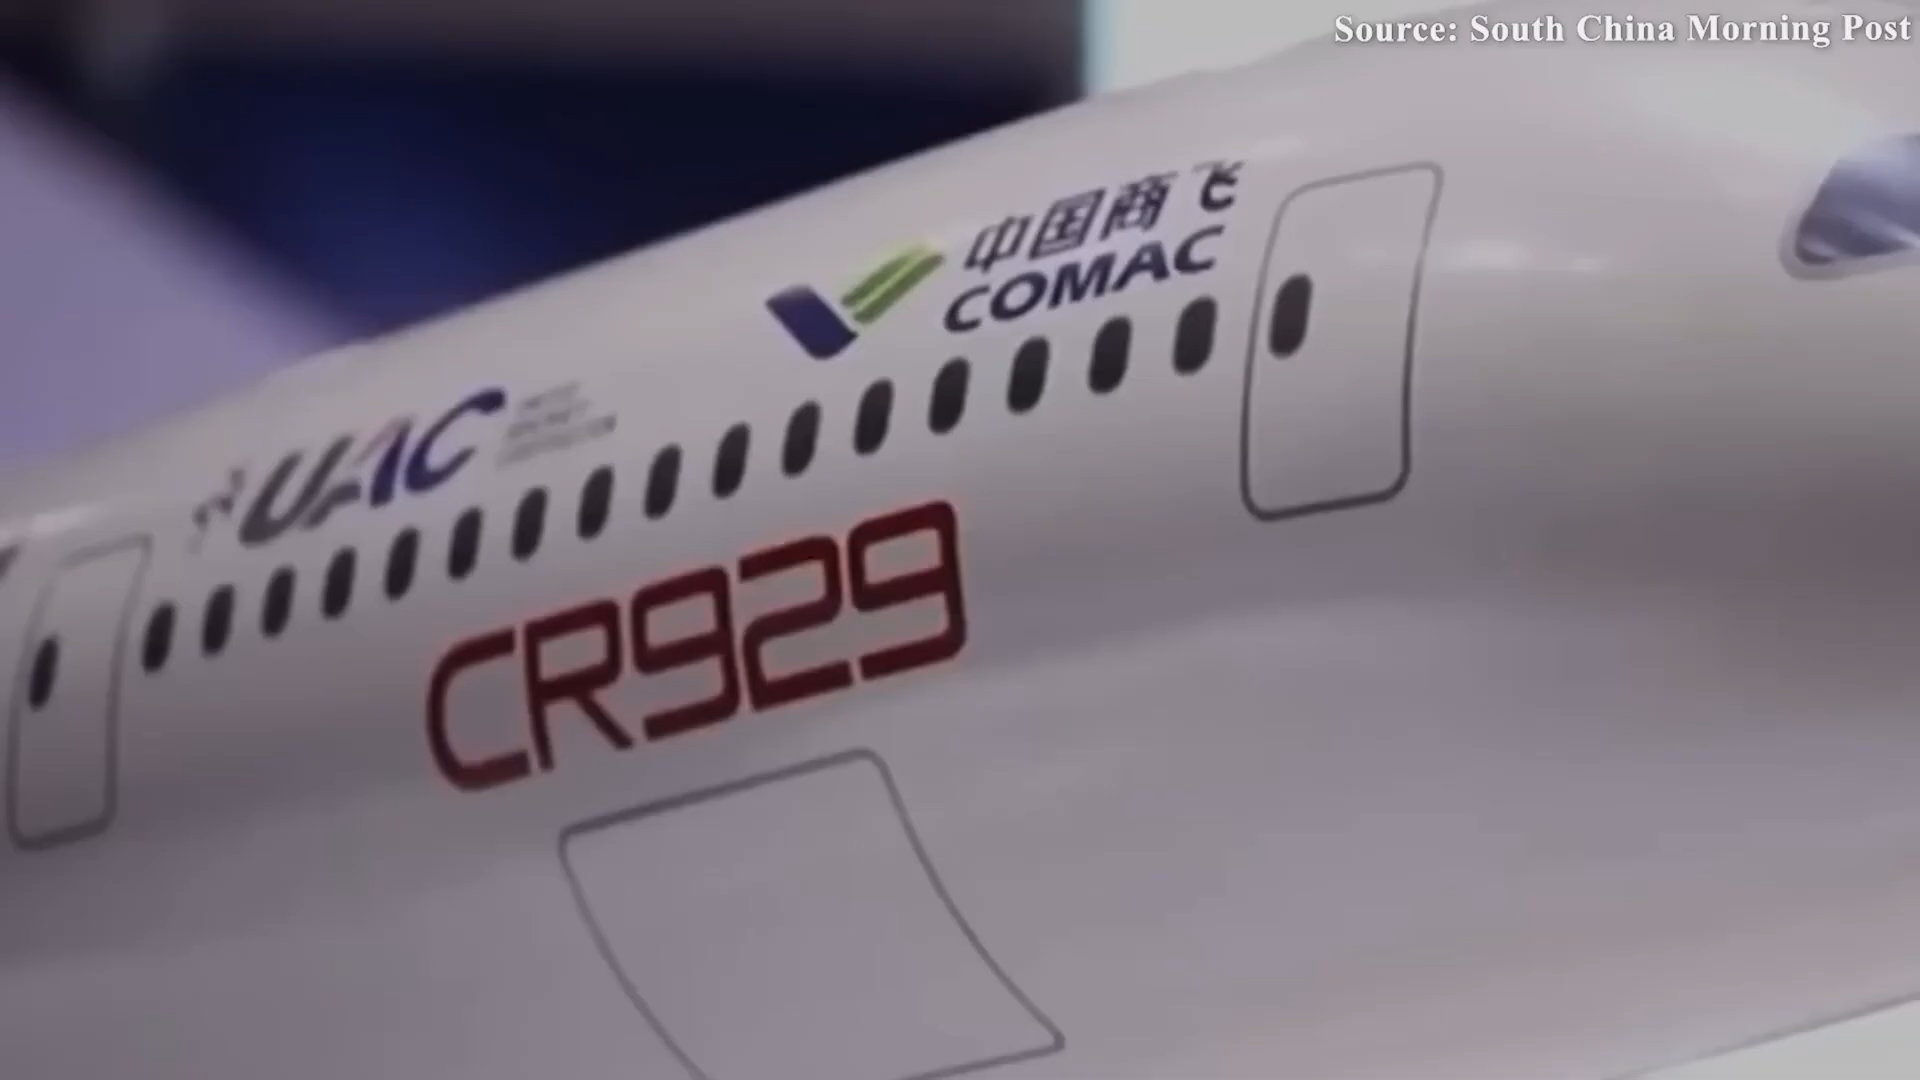 Source: South China Morning Post
中国商飞
COMAC
UAC
CR929